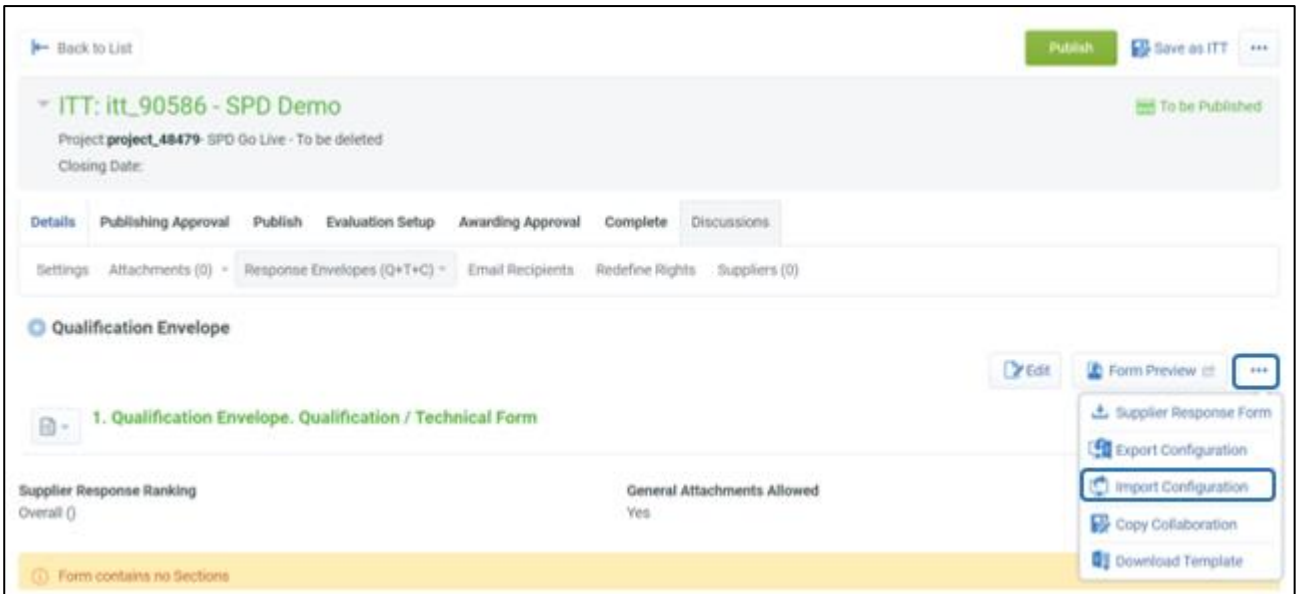 Back to List
Publish Save as ITT ...
ITT: itt_90586 - SPD Demo
To be Published
Project:project_48479- SPD Go Live - To be deleted
Closing Date:
Details Publishing Approval Publish Evaluation Setup Awarding Approval Complete Discussions
Settings Attachments (0) Response Envelopes (Q+T+C) Email Recipients Redefine Rights Suppliers (0)
Qualification Envelope
Edit Form Preview ...
1. Qualification Envelope. Qualification / Technical Form
Supplier Response Form
Export Configuration
Import Configuration
Copy Collaboration
Download Template
Supplier Response Ranking
Overall ()
General Attachments Allowed
Yes
Form contains no Sections